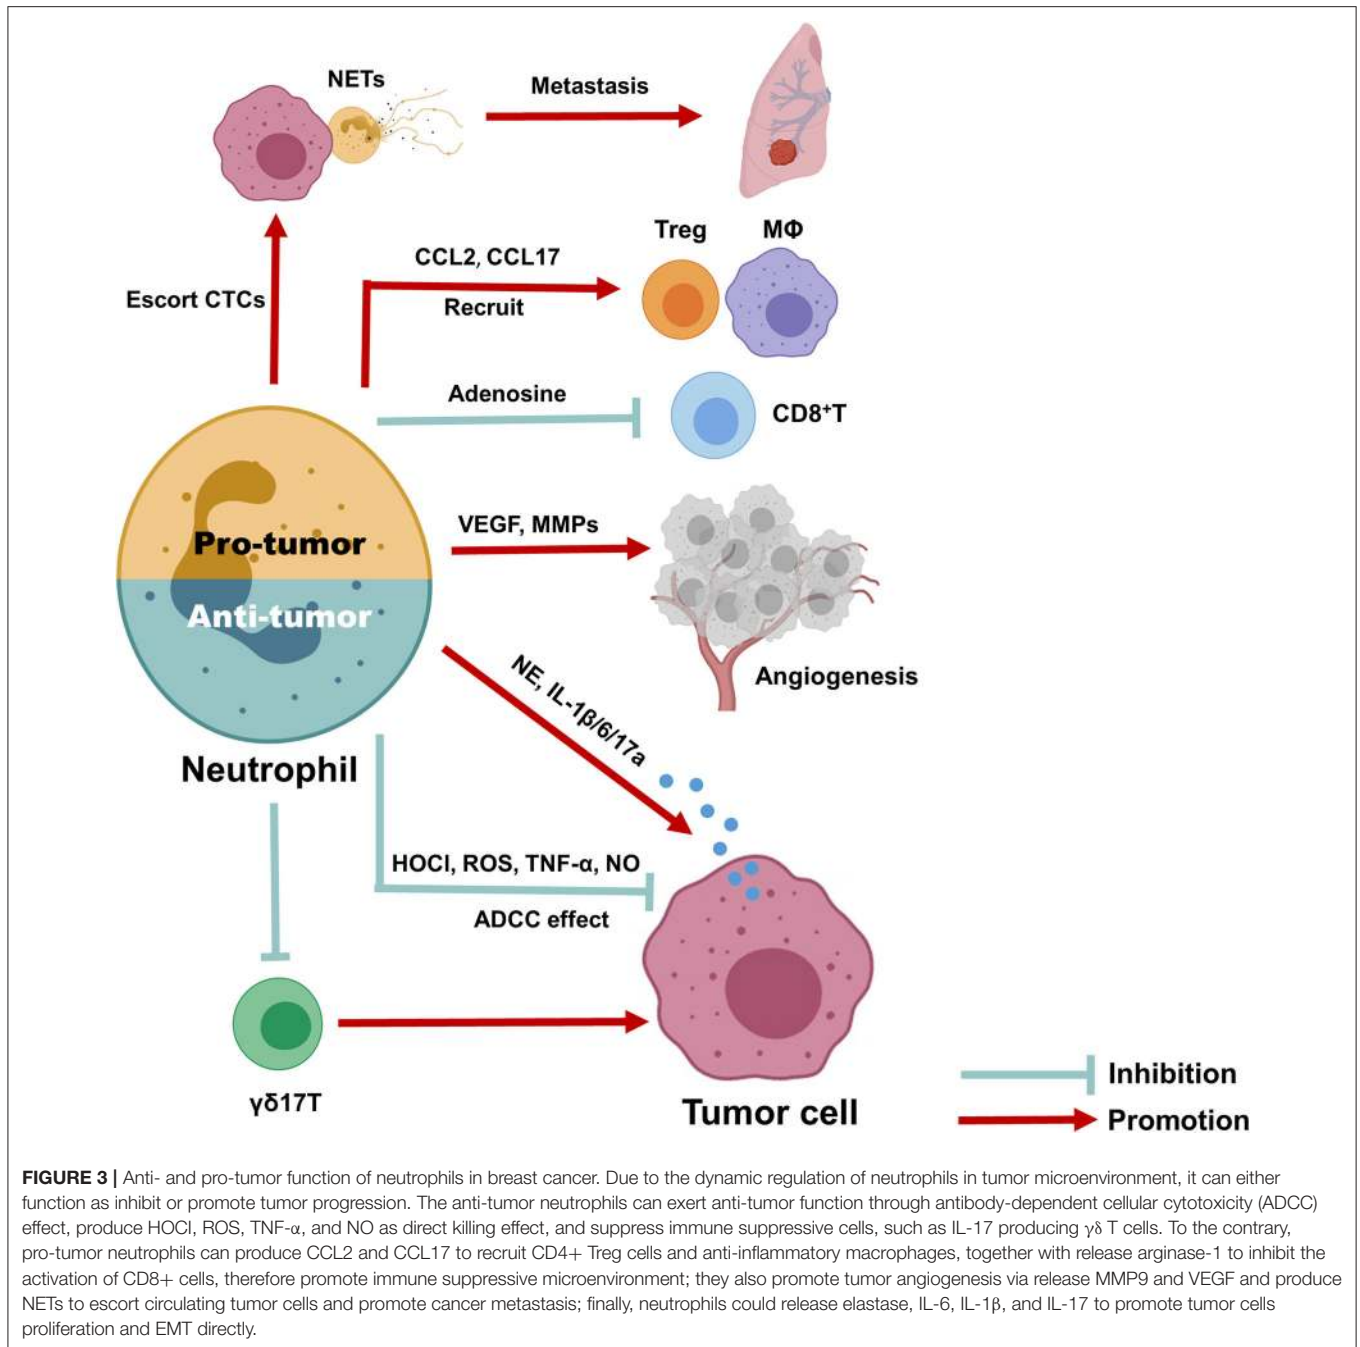 NETs
Metastasis
Escort CTCs
CCL2, CCL17
Recruit
Treg
MΦ
Adenosine
CD8⁺T
Pro-tumor
Anti-tumor
Neutrophil
VEGF, MMPs
Angiogenesis
NE, IL-1β/6/17a
HOCl, ROS, TNF-α, NO
ADCC effect
γδ17T
Tumor cell
Inhibition
Promotion
FIGURE 3 | Anti- and pro-tumor function of neutrophils in breast cancer. Due to the dynamic regulation of neutrophils in tumor microenvironment, it can either
function as inhibit or promote tumor progression. The anti-tumor neutrophils can exert anti-tumor function through antibody-dependent cellular cytotoxicity (ADCC)
effect, produce HOCl, ROS, TNF-α, and NO as direct killing effect, and suppress immune suppressive cells, such as IL-17 producing γδ T cells. To the contrary,
pro-tumor neutrophils can produce CCL2 and CCL17 to recruit CD4+ Treg cells and anti-inflammatory macrophages, together with release arginase-1 to inhibit the
activation of CD8+ cells, therefore promote immune suppressive microenvironment; they also promote tumor angiogenesis via release MMP9 and VEGF and produce
NETs to escort circulating tumor cells and promote cancer metastasis; finally, neutrophils could release elastase, IL-6, IL-1β, and IL-17 to promote tumor cells
proliferation and EMT directly.